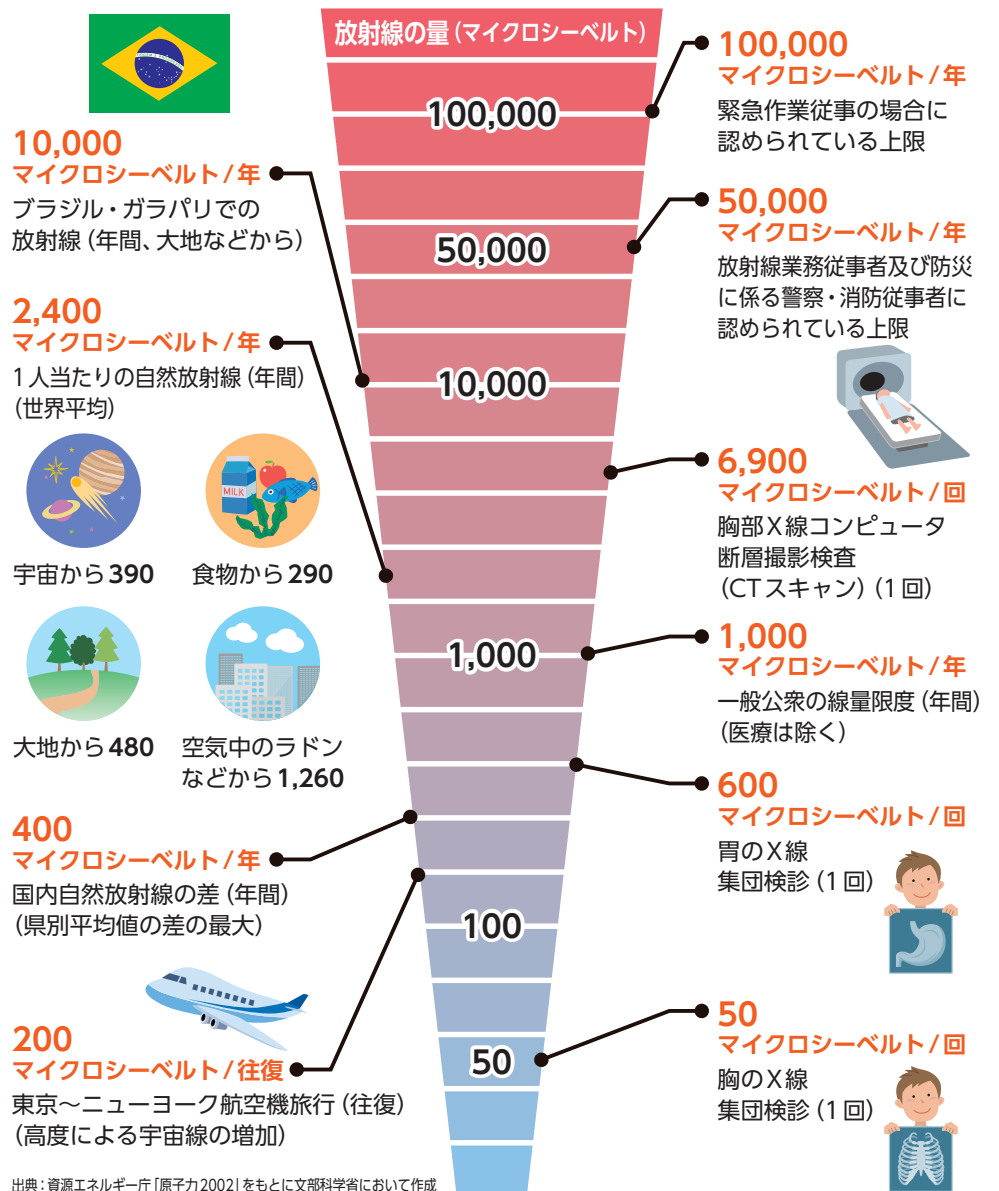 放射線の量(マイクロシーベルト)
100,000
50,000
10,000
1,000
100
50
10,000
マイクロシーベルト/年
ブラジル・ガラパリでの
放射線(年間、大地などから)
2,400
マイクロシーベルト/年
1人当たりの自然放射線(年間)
(世界平均)
MILK
宇宙から390
食物から290
大地から480
空気中のラドン
などから1,260
400
マイクロシーベルト/年
国内自然放射線の差(年間)
(県別平均値の差の最大)
200
マイクロシーベルト/往復
東京～ニューヨーク航空機旅行(往復)
(高度による宇宙線の増加)
100,000
マイクロシーベルト/年
緊急作業従事の場合に
認められている上限
50,000
マイクロシーベルト/年
放射線業務従事者及び防災
に係る警察・消防従事者に
認められている上限
6,900
マイクロシーベルト/回
胸部X線コンピュータ
断層撮影検査
(CTスキャン)(1回)
1,000
マイクロシーベルト/年
一般公衆の線量限度(年間)
(医療は除く)
600
マイクロシーベルト/回
胃のX線
集団検診(1回)
50
マイクロシーベルト/回
胸のX線
集団検診(1回)
出典:資源エネルギー庁「原子力2002」をもとに文部科学省において作成